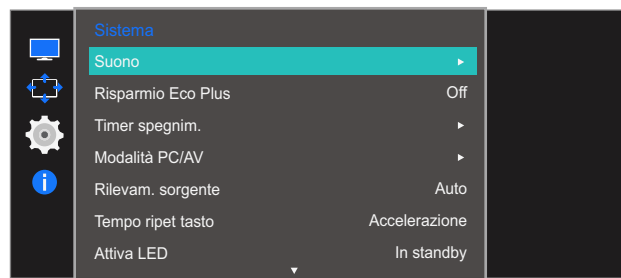 Sistema
Suono
Risparmio Eco Plus Off
Timer spegnim.
Modalità PC/AV
Rilevam. sorgente Auto
Tempo ripet tasto Accelerazione
Attiva LED In standby